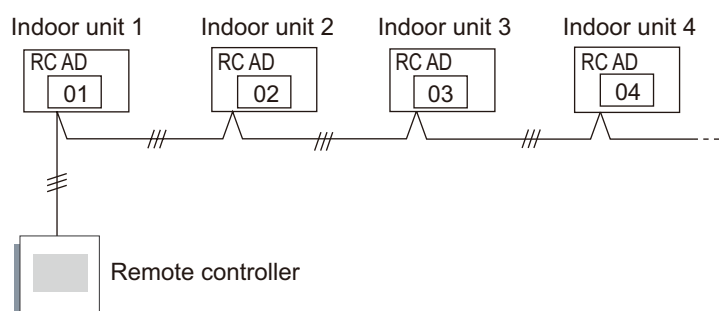 Indoor unit 1 Indoor unit 2 Indoor unit 3 Indoor unit 4
RC AD RC AD RC AD RC AD
01 02 03 04
Remote controller